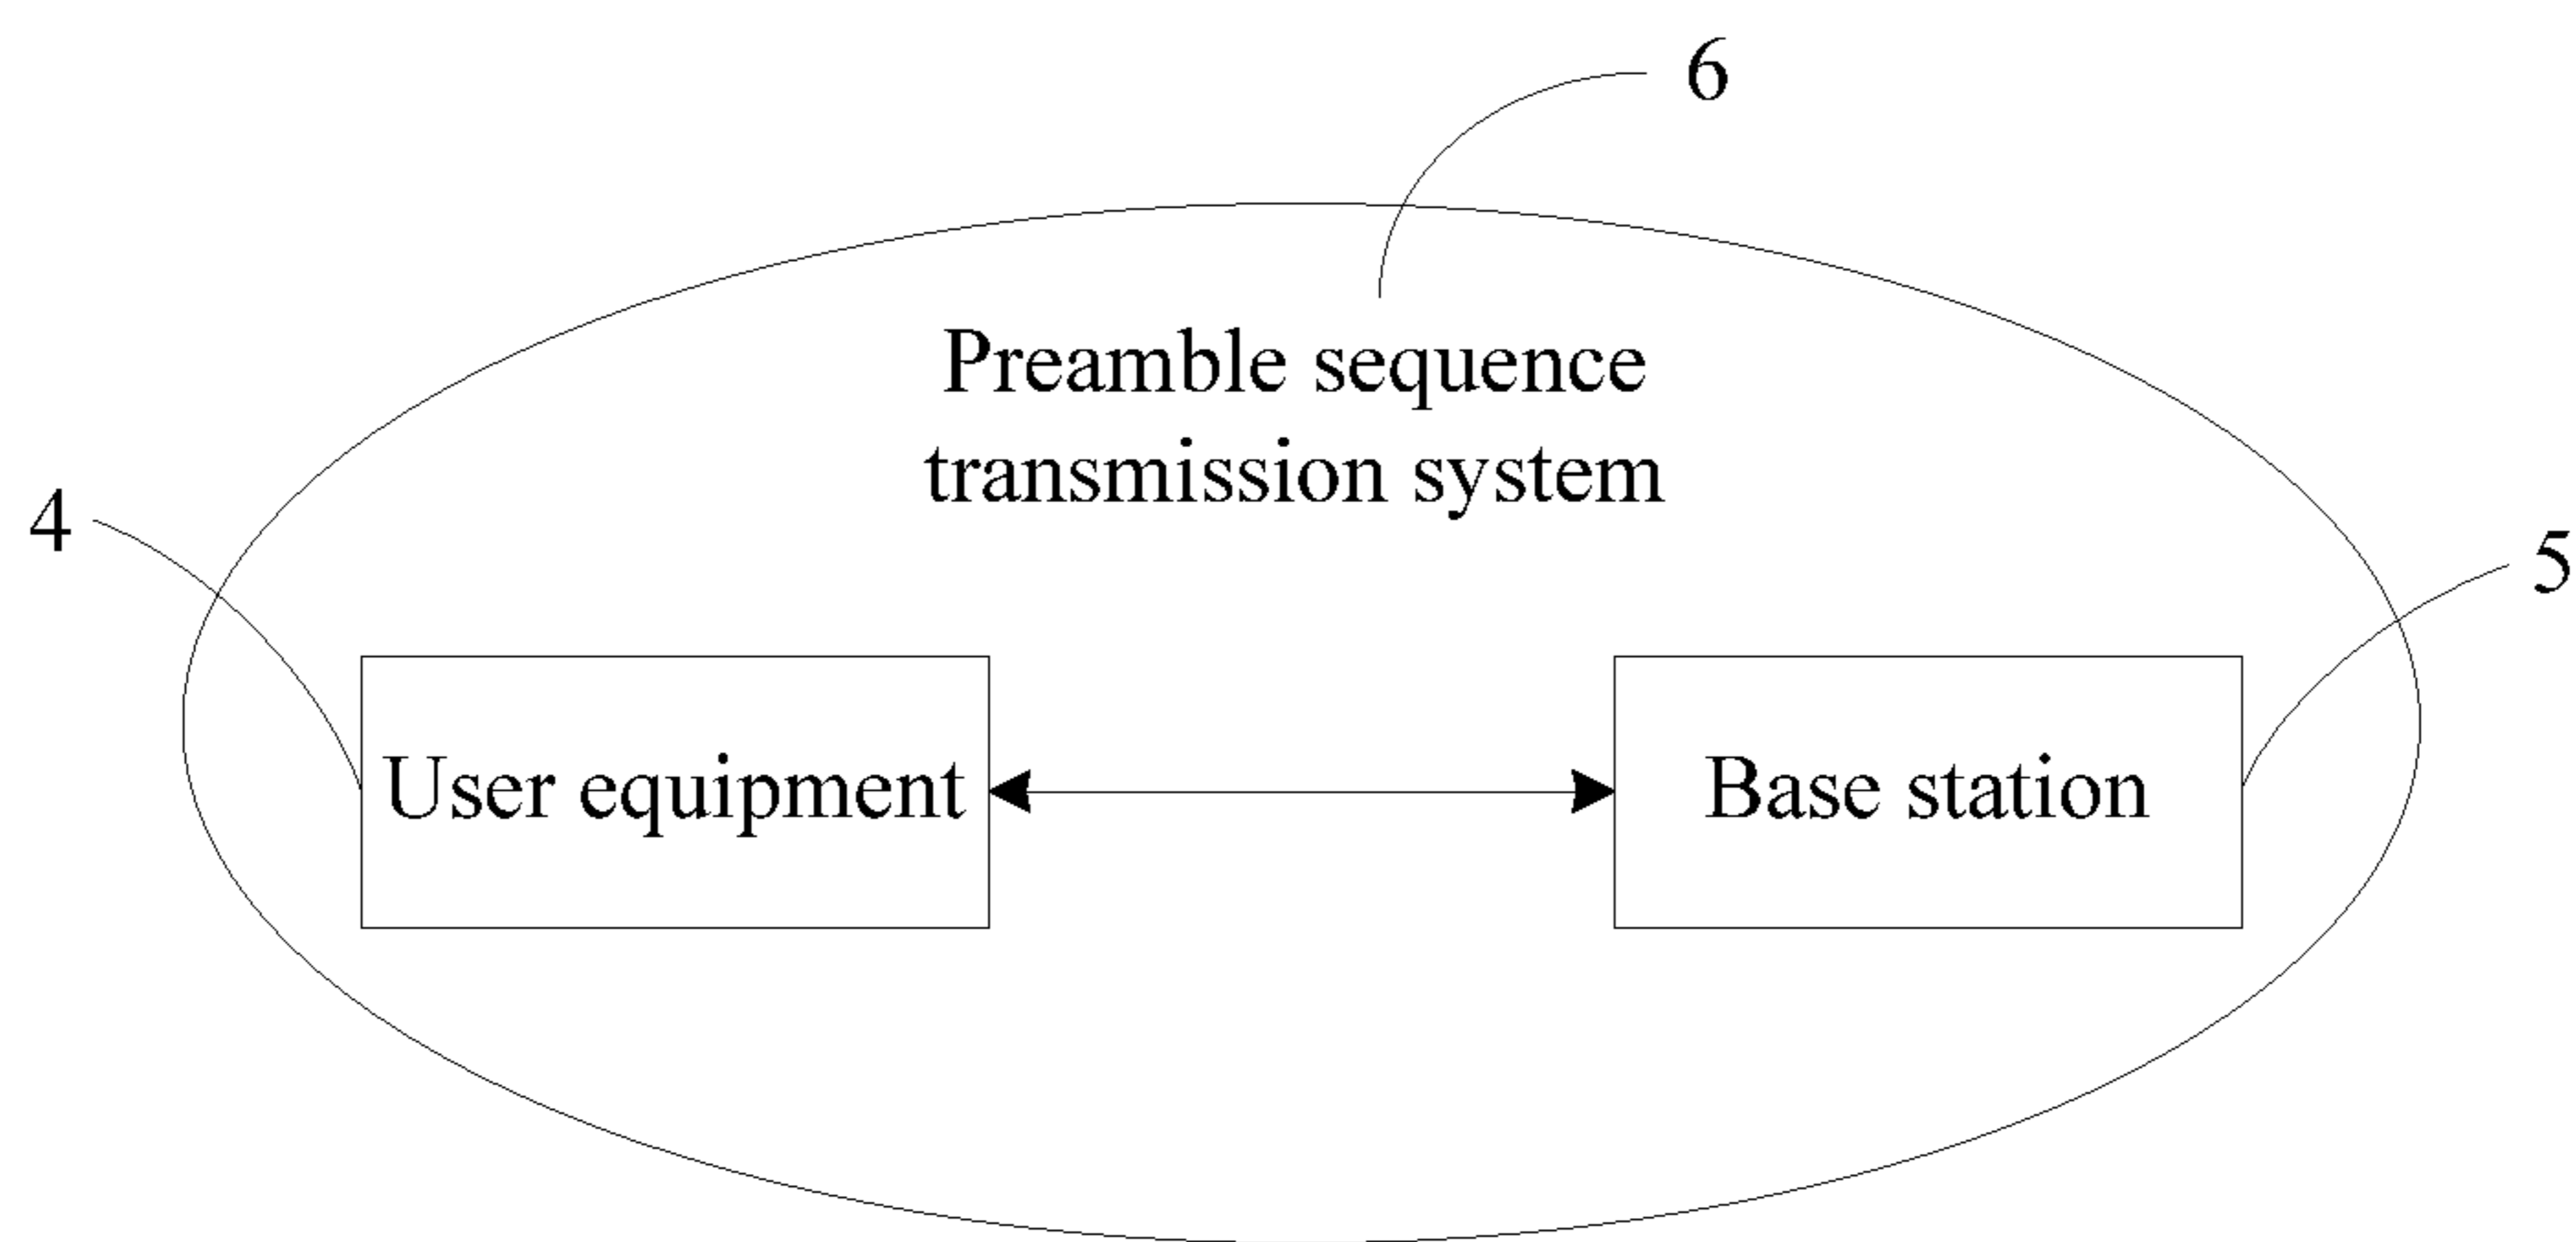 6
Preamble sequence
transmission system
4
5
User equipment
Base station